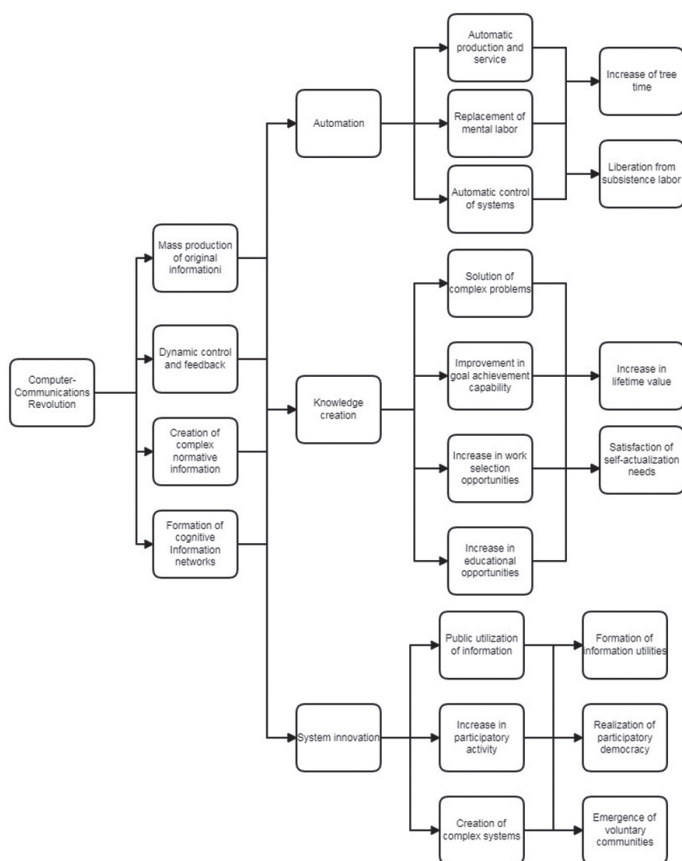 Computer-
Communications
Revolution
Mass production
of original
informationi
Dynamic control
and feedback
Creation of
complex
normative
information
Formation of
cognitive
Information
networks
Automation
Knowledge
creation
System innovation
Automatic
production and
service
Replacement of
mental labor
Automatic control
of systems
Solution of
complex problems
Improvement in
goal achievement
capability
Increase in work
selection
opportunities
Increase in
educational
opportunities
Public utilization
of information
Increase in
participatory
activity
Creation of
complex systems
Increase of tree
time
Liberation from
subsistence labor
Increase in
lifetime value
Satisfaction of
self-actualization
needs
Formation of
information utilities
Realization of
participatory
democracy
Emergence of
voluntary
communities